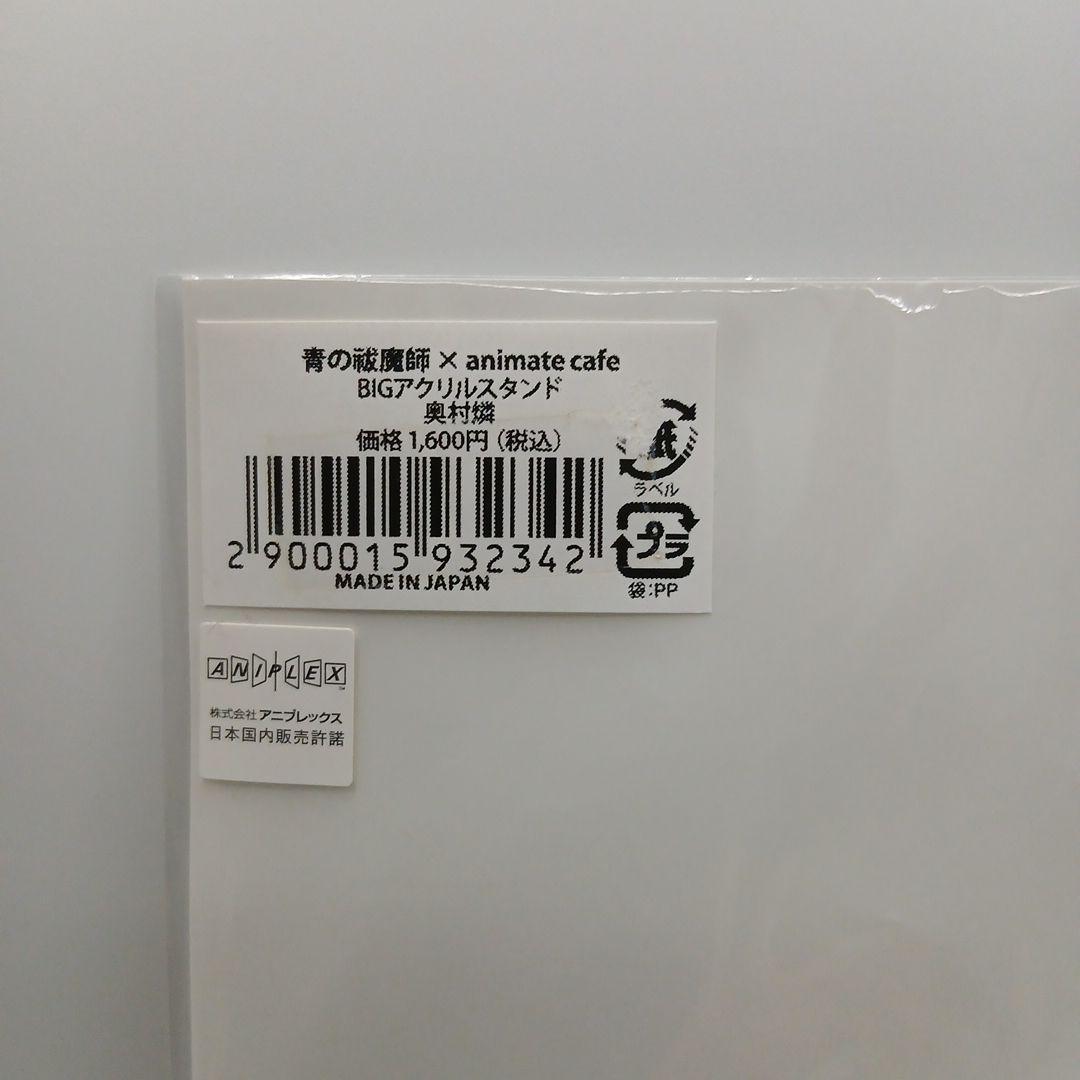 青の祓魔師 × animate cafe
BIGアクリルスタンド
奥村燐
価格 1,600円 (税込)
紙
ラベル
2 900015 932342
プラ
MADE IN JAPAN
袋:PP
ANIPLEX
株式会社 アニプレックス
日本国内販売許諾